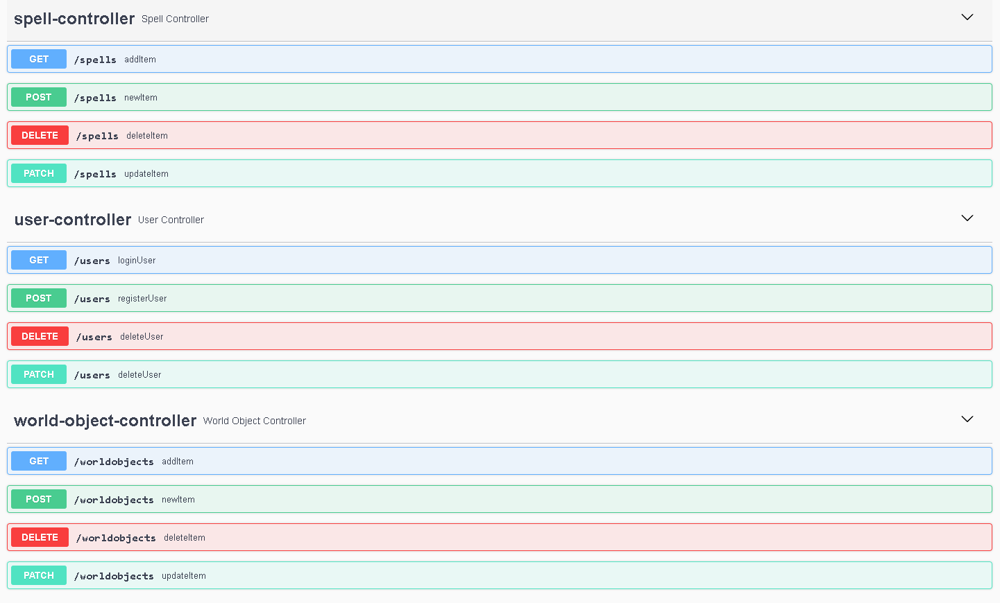 spell-controller Spell Controller
GET /spells addItem
POST /spells newItem
DELETE /spells deleteItem
PATCH /spells updateItem
user-controller User Controller
GET /users loginUser
POST /users registerUser
DELETE /users deleteUser
PATCH /users deleteUser
world-object-controller World Object Controller
GET /worldobjects addItem
POST /worldobjects newItem
DELETE /worldobjects deleteItem
PATCH /worldobjects updateItem